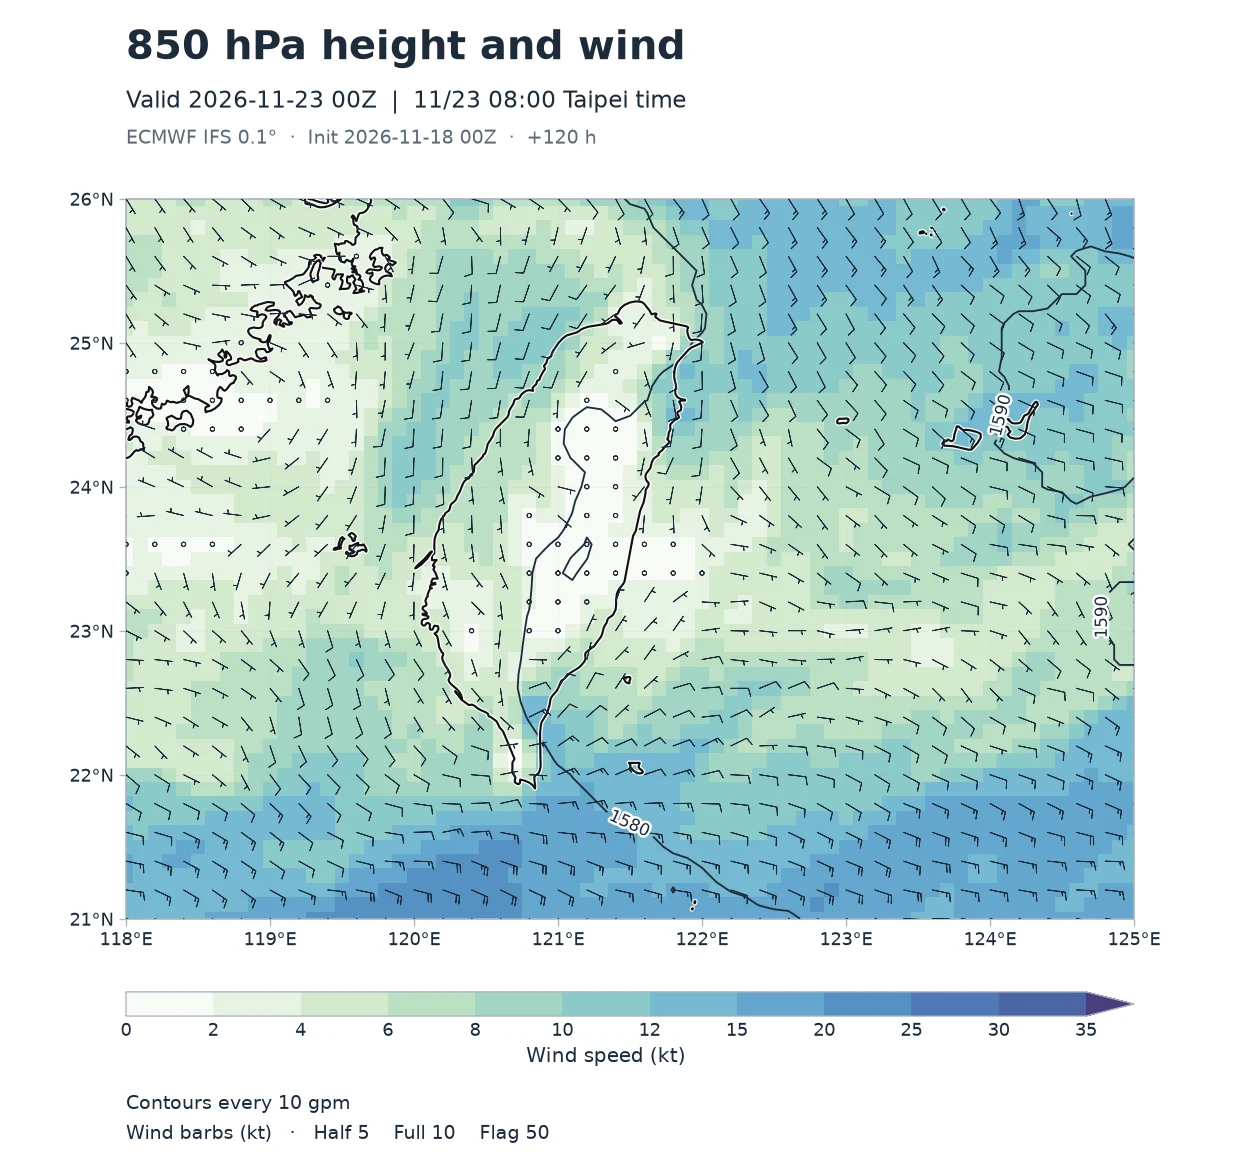 850 hPa height and wind
Valid 2026-11-23 00Z | 11/23 08:00 Taipei time
ECMWF IFS 0.1° · Init 2026-11-18 00Z · +120 h
26°N
25°N
24°N
23°N
22°N
21°N
1590
1590
1580
118°E 119°E 120°E 121°E 122°E 123°E 124°E 125°E
0 2 4 6 8 10 12 15 20 25 30 35
Wind speed (kt)
Contours every 10 gpm
Wind barbs (kt) · Half 5 Full 10 Flag 50